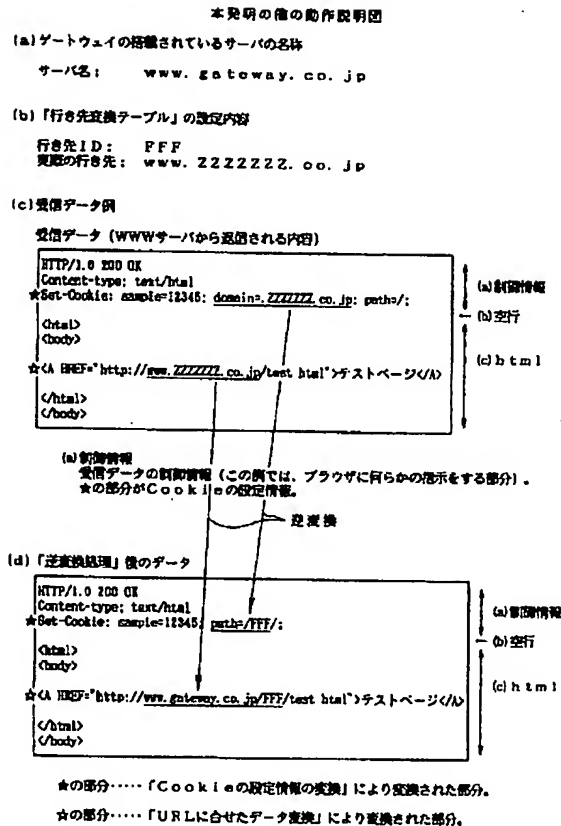 本発明の他の動作説明図
(a)ゲートウェイの搭載されているサーバの名称
サーバ名: www.gateway.co.jp
(b)「行き先変換テーブル」の設定内容
行き先ID: FFF
実際の行き先: www.ZZZZZZZ.co.jp
(c)受信データ例
受信データ(WWWサーバから返信される内容)
HTTP/1.0 200 OK
Content-type: text/html
★Set-Cookie: sample=12345; domain=.ZZZZZZZ.co.jp; path=/;
<html>
<body>
☆<A HREF="http://www.ZZZZZZZ.co.jp/test html">テストページ</A>
</html>
</body>
(a)制御情報
(b)空行
(c)html
(a)制御情報
受信データの制御情報(この例では、ブラウザに何らかの指示をする部分)。
★の部分がCookieの設定情報。
逆変換
(d)「逆変換処理」後のデータ
HTTP/1.0 200 OK
Content-type: text/html
★Set-Cookie: sample=12345; path=/FFF/;
<html>
<body>
☆<A HREF="http://www.gateway.co.jp/FFF/test html">テストページ</A>
</html>
</body>
(a)制御情報
(b)空行
(c)html
★の部分‥‥‥「Cookieの設定情報の変換」により変換された部分。
☆の部分‥‥‥「URLに合せたデータ変換」により変換された部分。